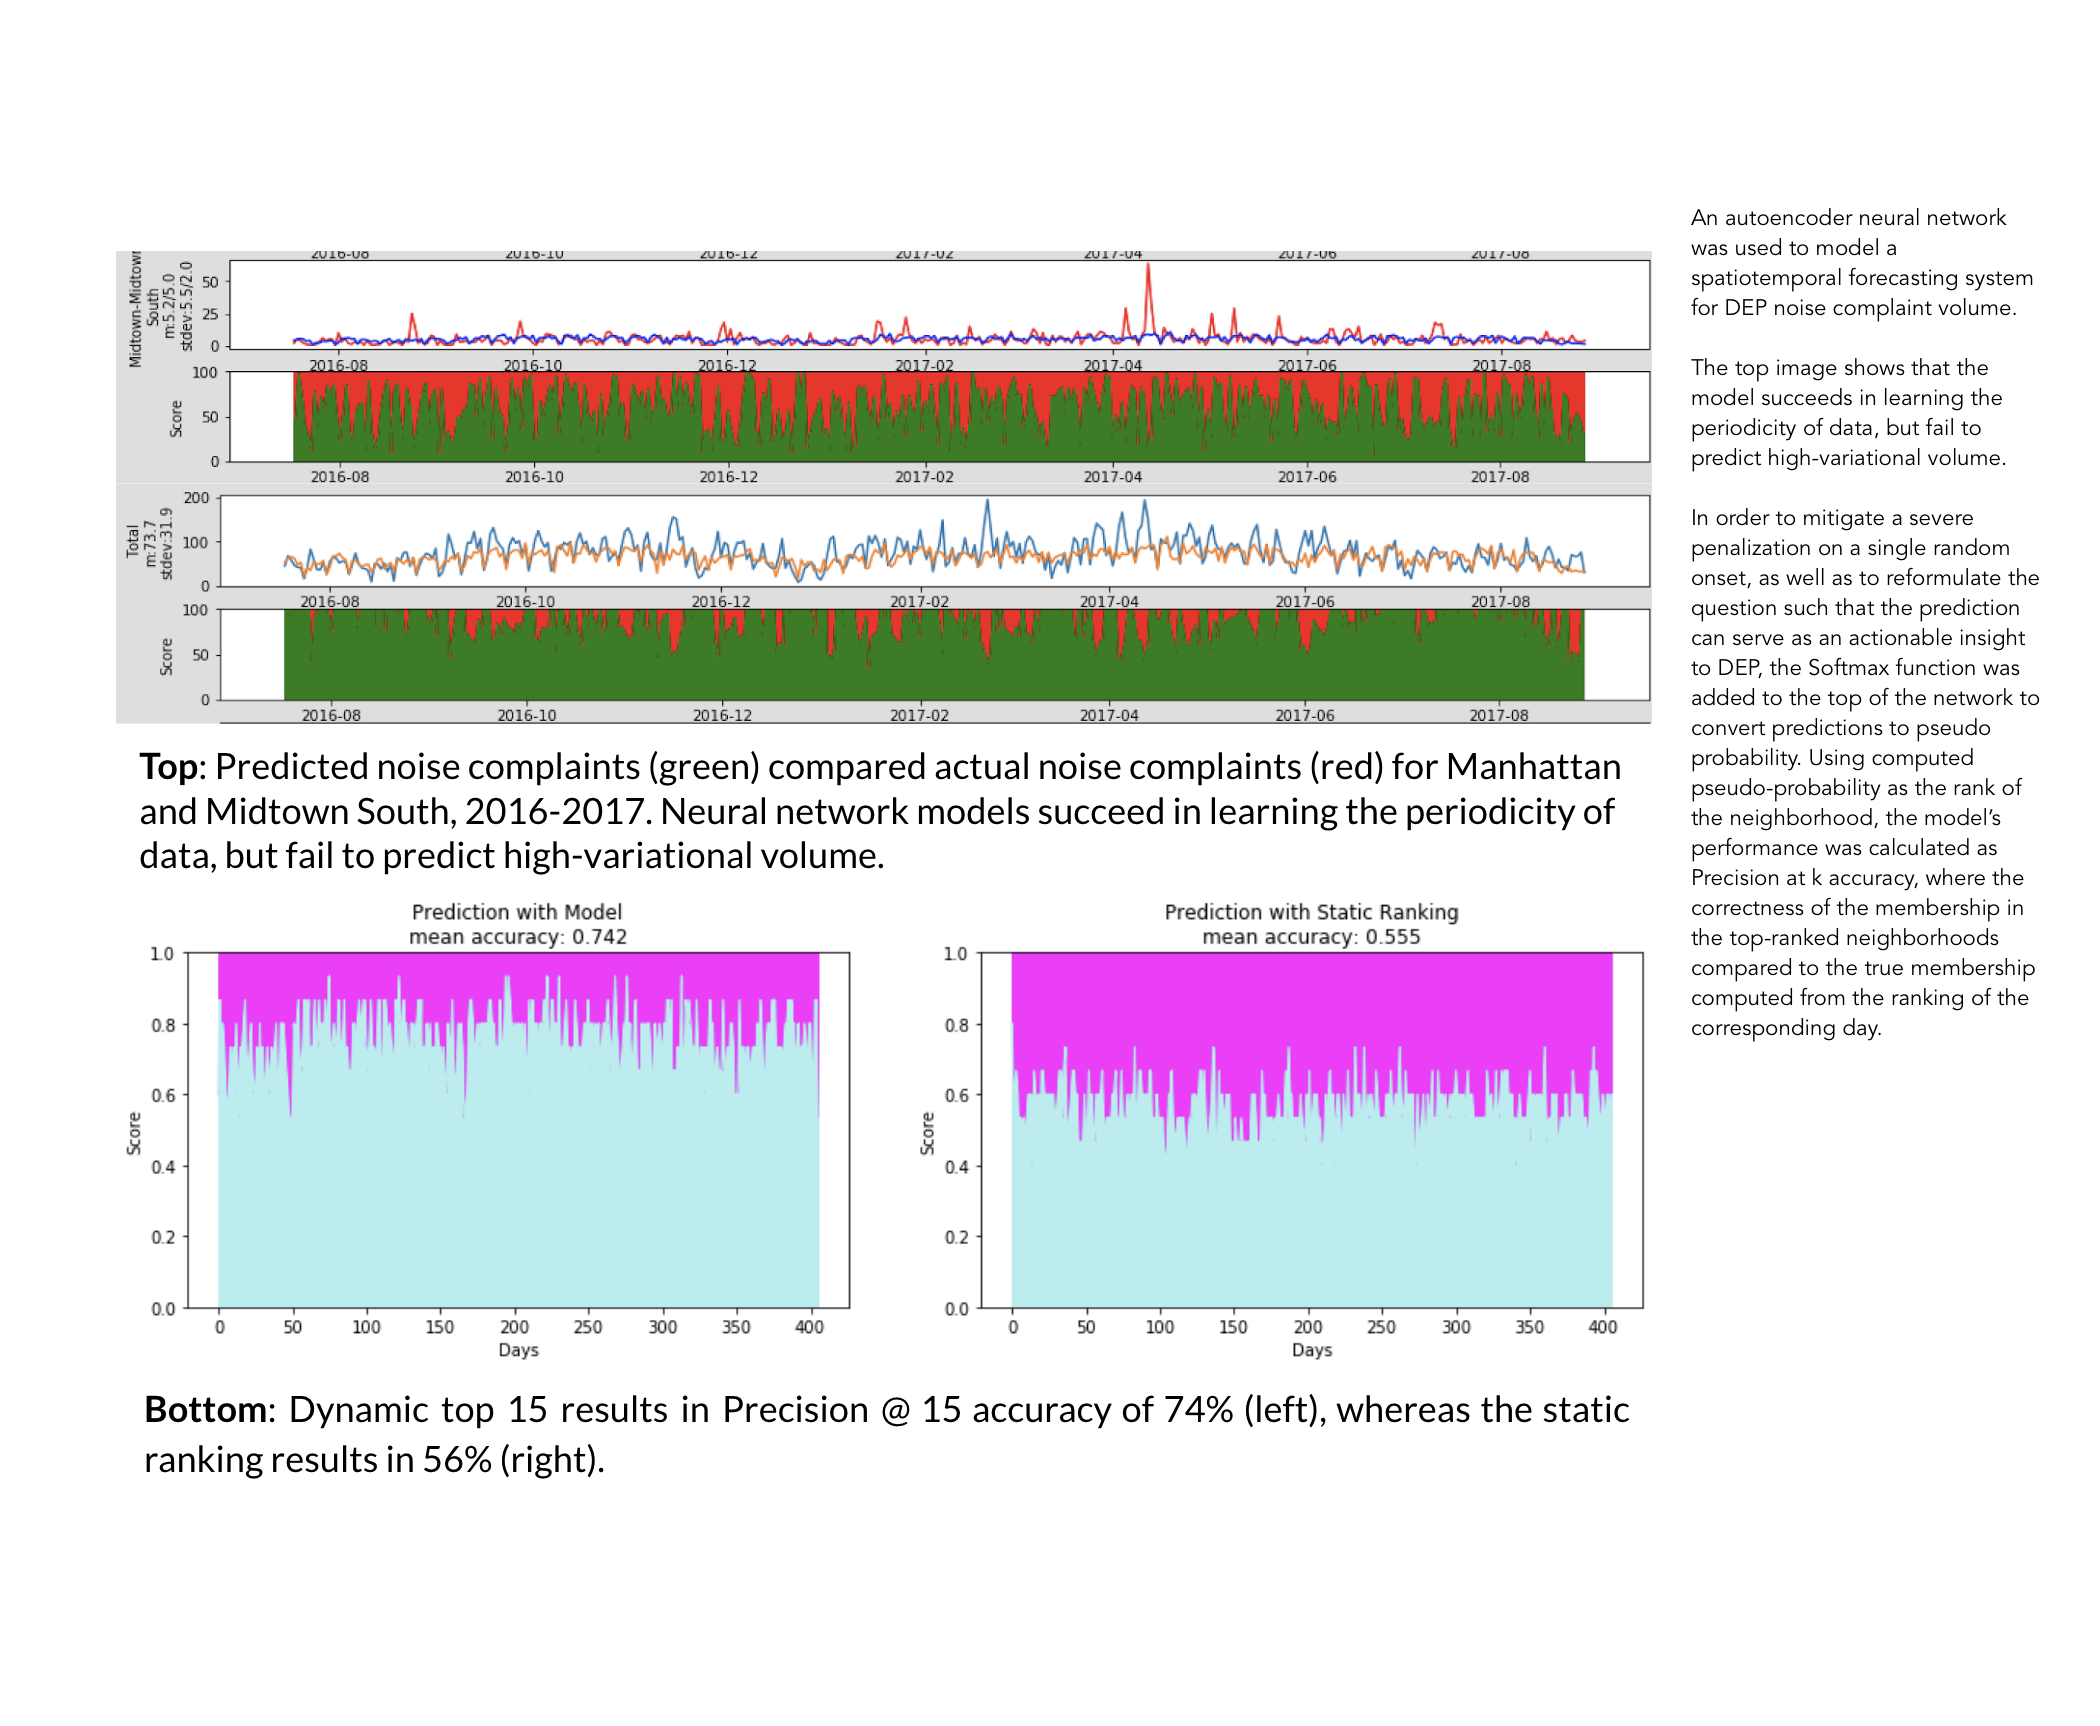 2016-08 2016-10 2016-12 2017-02 2017-04 2017-06 2017-08
Midtown-Midtown
South
m:5.2/5.0
stdev:5.5/2.0
50
25
0
2016-08 2016-10 2016-12 2017-02 2017-04 2017-06 2017-08
Score
100
50
0
2016-08 2016-10 2016-12 2017-02 2017-04 2017-06 2017-08
Total
m:73.7
stdev:31.9
200
100
0
2016-08 2016-10 2016-12 2017-02 2017-04 2017-06 2017-08
Score
100
50
0
2016-08 2016-10 2016-12 2017-02 2017-04 2017-06 2017-08
Top: Predicted noise complaints (green) compared actual noise complaints (red) for Manhattan
and Midtown South, 2016-2017. Neural network models succeed in learning the periodicity of
data, but fail to predict high-variational volume.
Prediction with Model
mean accuracy: 0.742
Score
1.0
0.8
0.6
0.4
0.2
0.0
0 50 100 150 200 250 300 350 400
Days
Prediction with Static Ranking
mean accuracy: 0.555
Score
1.0
0.8
0.6
0.4
0.2
0.0
0 50 100 150 200 250 300 350 400
Days
Bottom: Dynamic top 15 results in Precision @ 15 accuracy of 74% (left), whereas the static
ranking results in 56% (right).
An autoencoder neural network
was used to model a
spatiotemporal forecasting system
for DEP noise complaint volume.
The top image shows that the
model succeeds in learning the
periodicity of data, but fail to
predict high-variational volume.
In order to mitigate a severe
penalization on a single random
onset, as well as to reformulate the
question such that the prediction
can serve as an actionable insight
to DEP, the Softmax function was
added to the top of the network to
convert predictions to pseudo
probability. Using computed
pseudo-probability as the rank of
the neighborhood, the model’s
performance was calculated as
Precision at k accuracy, where the
correctness of the membership in
the top-ranked neighborhoods
compared to the true membership
computed from the ranking of the
corresponding day.